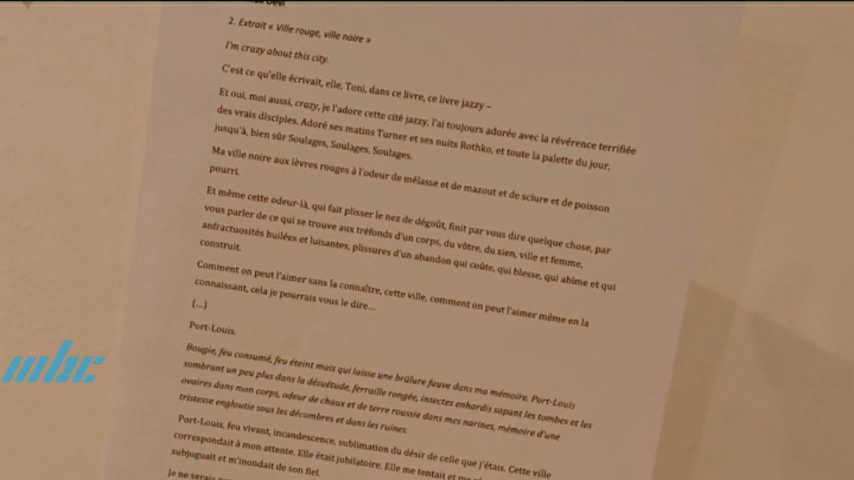 Devi
2. Extrait « Ville rouge, ville noire »
I'm crazy about this city.
C'est ce qu'elle écrivait, elle, Toni, dans ce livre, ce livre jazzy –
Et oui, moi aussi, crazy, je l'adore cette cité jazzy, l'ai toujours adorée avec la révérence terrifiée
des vrais disciples. Adoré ses matins Turner et ses nuits Rothko, et toute la palette du jour,
jusqu'à, bien sûr Soulages, Soulages, Soulages.
Ma ville noire aux lèvres rouges à l'odeur de mélasse et de mazout et de sciure et de poisson
pourri.
Et même cette odeur-là, qui fait plisser le nez de dégoût, finit par vous dire quelque chose, par
vous parler de ce qui se trouve aux tréfonds d'un corps, du vôtre, du sien, ville et femme,
anfractuosités huilées et luisantes, plissures d'un abandon qui coûte, qui blesse, qui abîme et qui
construit.
Comment on peut l'aimer sans la connaître, cette ville, comment on peut l'aimer même en la
connaissant, cela je pourrais vous le dire...
(...)
Port-Louis.
Bougie, feu consumé, feu éteint mais qui laisse une brûlure fauve dans ma mémoire. Port-Louis
sombrant un peu plus dans la désuétude, ferraille rongée, insectes enhardis sapant les tombes et les
ovaires dans mon corps, odeur de chaux et de terre roussie dans mes narines, mémoire d'une
tristesse engloutie sous les décombres et dans les ruines.
Port-Louis, feu vivant, incandescence, sublimation du désir de celle que j'étais. Cette ville
correspondait à mon attente. Elle était jubilatoire. Elle me tentait et me
subjuguait et m'inondait de son fiel.
Je ne serais
mbc